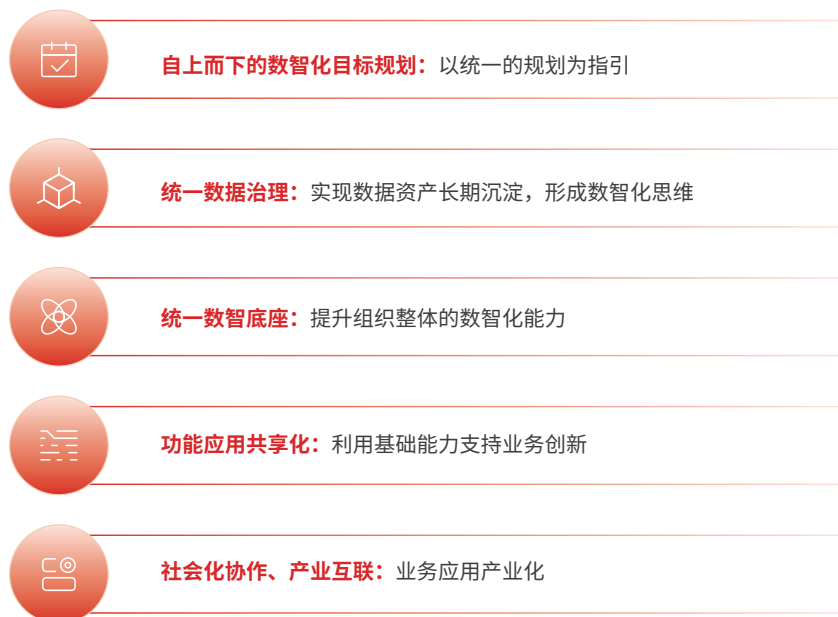 自上而下的数智化目标规划：以统一的规划为指引
统一数据治理：实现数据资产长期沉淀，形成数智化思维
统一数智底座：提升组织整体的数智化能力
功能应用共享化：利用基础能力支持业务创新
社会化协作、产业互联：业务应用产业化